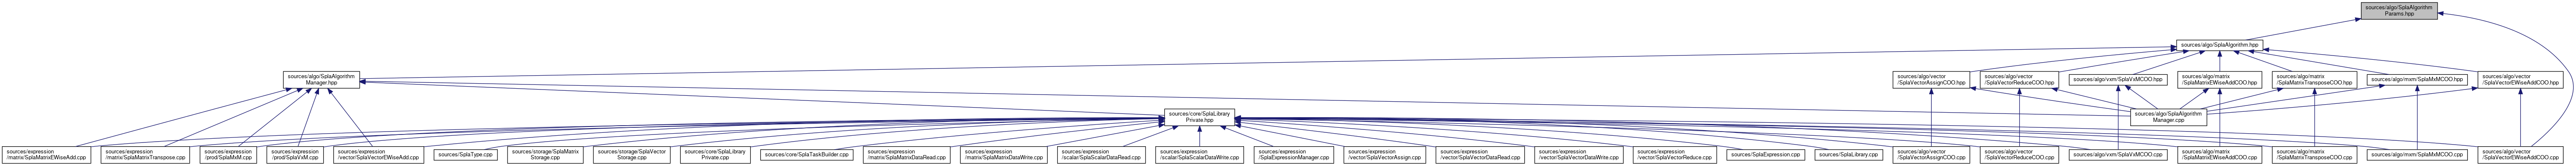 sources/algo/SplaAlgorithm
Params.hpp
sources/algo/SplaAlgorithm.hpp
sources/algo/SplaAlgorithm
Manager.hpp
sources/algo/vector
/SplaVectorAssignCOO.hpp
sources/algo/vector
/SplaVectorReduceCOO.hpp
sources/algo/vxm/SplaVxMCOO.hpp
sources/algo/matrix
/SplaMatrixEWiseAddCOO.hpp
sources/algo/matrix
/SplaMatrixTransposeCOO.hpp
sources/algo/mxm/SplaMxMCOO.hpp
sources/algo/vector
/SplaVectorEWiseAddCOO.hpp
sources/core/SplaLibrary
Private.hpp
sources/algo/SplaAlgorithm
Manager.cpp
sources/expression
/matrix/SplaMatrixEWiseAdd.cpp
sources/expression
/matrix/SplaMatrixTranspose.cpp
sources/expression
/prod/SplaMxM.cpp
sources/expression
/prod/SplaVxM.cpp
sources/expression
/vector/SplaVectorEWiseAdd.cpp
sources/SplaType.cpp
sources/storage/SplaMatrix
Storage.cpp
sources/storage/SplaVector
Storage.cpp
sources/core/SplaLibrary
Private.cpp
sources/core/SplaTaskBuilder.cpp
sources/expression
/matrix/SplaMatrixDataRead.cpp
sources/expression
/matrix/SplaMatrixDataWrite.cpp
sources/expression
/scalar/SplaScalarDataRead.cpp
sources/expression
/scalar/SplaScalarDataWrite.cpp
sources/expression
/SplaExpressionManager.cpp
sources/expression
/vector/SplaVectorAssign.cpp
sources/expression
/vector/SplaVectorDataRead.cpp
sources/expression
/vector/SplaVectorDataWrite.cpp
sources/expression
/vector/SplaVectorReduce.cpp
sources/SplaExpression.cpp
sources/SplaLibrary.cpp
sources/algo/vector
/SplaVectorAssignCOO.cpp
sources/algo/vector
/SplaVectorReduceCOO.cpp
sources/algo/vxm/SplaVxMCOO.cpp
sources/algo/matrix
/SplaMatrixEWiseAddCOO.cpp
sources/algo/matrix
/SplaMatrixTransposeCOO.cpp
sources/algo/mxm/SplaMxMCOO.cpp
sources/algo/vector
/SplaVectorEWiseAddCOO.cpp